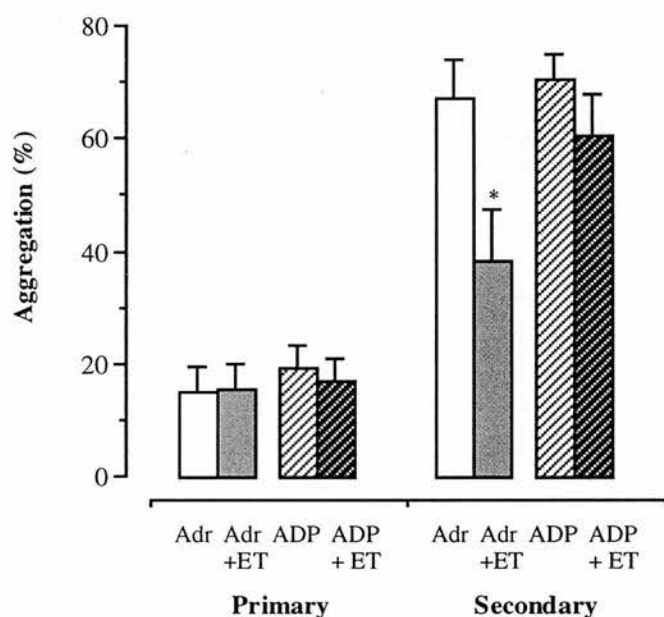 80
60
40
20
0
Aggregation (%)
*
Adr Adr ADP ADP Adr Adr ADP ADP
+ET + ET +ET + ET
Primary Secondary